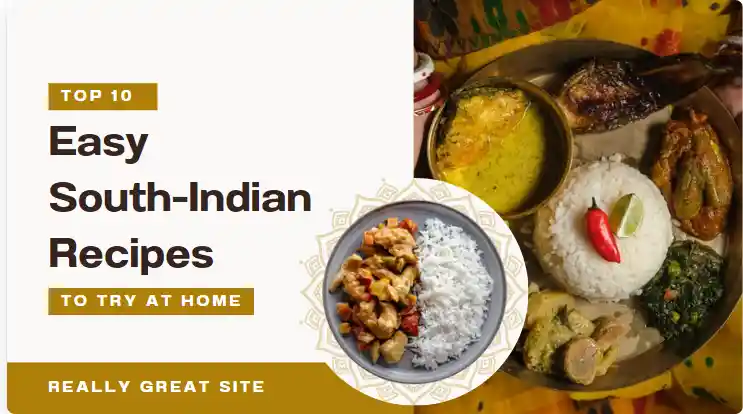 TOP 10
Easy
South-Indian
Recipes
TO TRY AT HOME
REALLY GREAT SITE